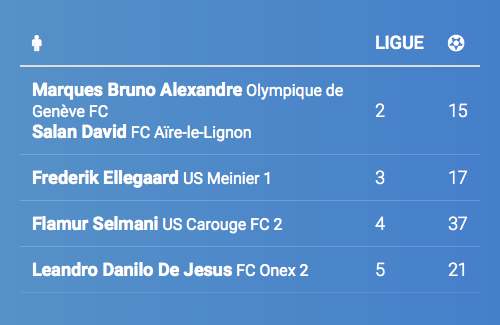 LIGUE
Marques Bruno Alexandre Olympique de
Genève FC
Salan David FC Aïre-le-Lignon
2 15
Frederik Ellegaard US Meinier 1 3 17
Flamur Selmani US Carouge FC 2 4 37
Leandro Danilo De Jesus FC Onex 2 5 21